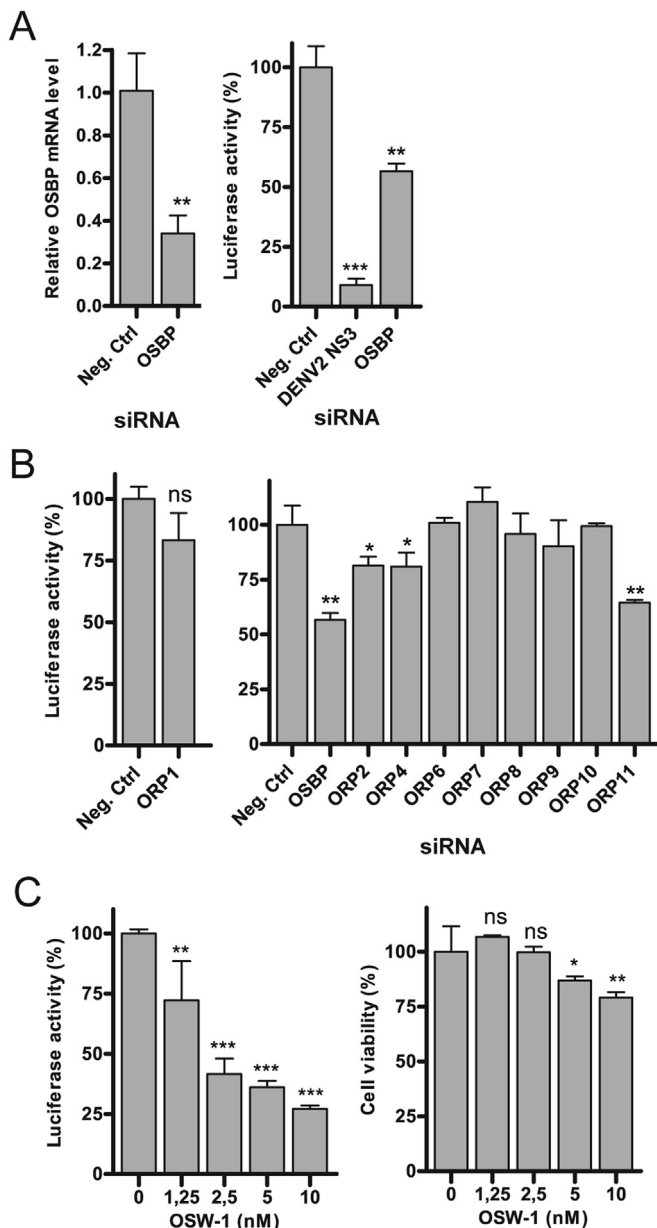 A
Relative OSBP mRNA level
1.2
1.0
0.8
0.6
0.4
0.2
0.0
**
Neg. Ctrl
OSBP
siRNA
Luciferase activity (%)
100
75
50
25
0
***
**
Neg. Ctrl
DENV2 NS3
OSBP
siRNA
B
Luciferase activity (%)
100
75
50
25
0
ns
Neg. Ctrl
ORP1
100
75
50
25
0
**
*
*
**
Neg. Ctrl
OSBP
ORP2
ORP4
ORP6
ORP7
ORP8
ORP9
ORP10
ORP11
siRNA
C
Luciferase activity (%)
100
75
50
25
0
**
***
***
***
0 1,25 2,5 5 10
OSW-1 (nM)
Cell viability (%)
100
75
50
25
0
ns
ns
*
**
0 1,25 2,5 5 10
OSW-1 (nM)